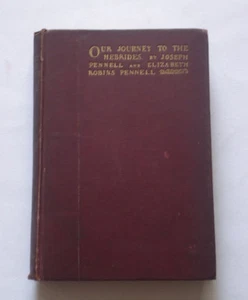 OUR JOURNEY TO THE
HEBRIDES BY JOSEPH
PENNELL AND ELIZABETH
ROBINS PENNELL